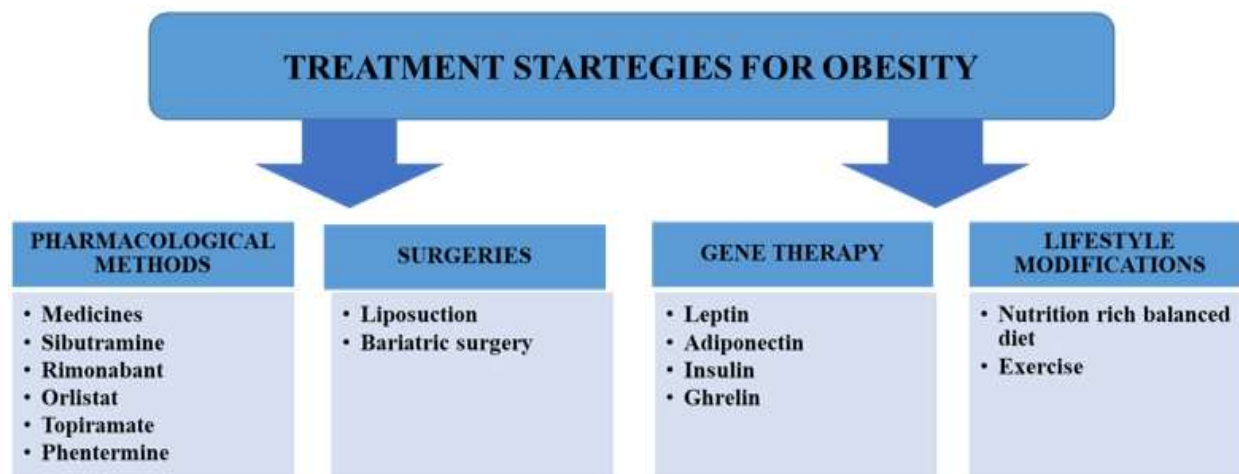 TREATMENT STARTEGIES FOR OBESITY
PHARMACOLOGICAL
METHODS
• Medicines
• Sibutramine
• Rimonabant
• Orlistat
• Topiramate
• Phentermine
SURGERIES
• Liposuction
• Bariatric surgery
GENE THERAPY
• Leptin
• Adiponectin
• Insulin
• Ghrelin
LIFESTYLE
MODIFICATIONS
• Nutrition rich balanced
diet
• Exercise